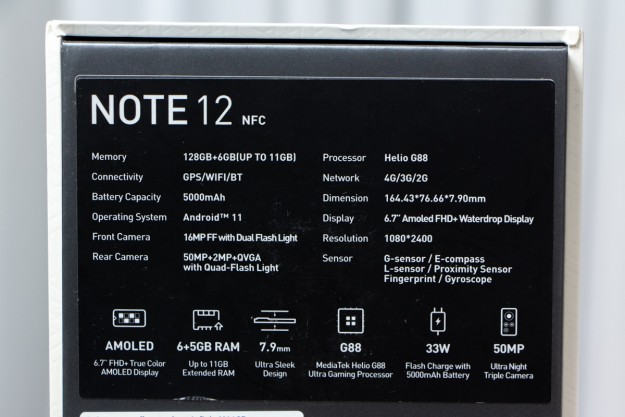 NOTE 12 NFC
Memory 128GB+6GB(UP TO 11GB)
Connectivity GPS/WIFI/BT
Battery Capacity 5000mAh
Operating System Android™ 11
Front Camera 16MP FF with Dual Flash Light
Rear Camera 50MP+2MP+QVGA
with Quad-Flash Light
Processor Helio G88
Network 4G/3G/2G
Dimension 164.43*76.66*7.90mm
Display 6.7" Amoled FHD+ Waterdrop Display
Resolution 1080*2400
Sensor G-sensor / E-compass
L-sensor / Proximity Sensor
Fingerprint / Gyroscope
AMOLED
6.7" FHD+ True Color
AMOLED Display
6+5GB RAM
Up to 11GB
Extended RAM
7.9mm
Ultra Sleek
Design
G88
MediaTek Helio G88
Ultra Gaming Processor
33W
Flash Charge with
5000mAh Battery
50MP
Ultra Night
Triple Camera